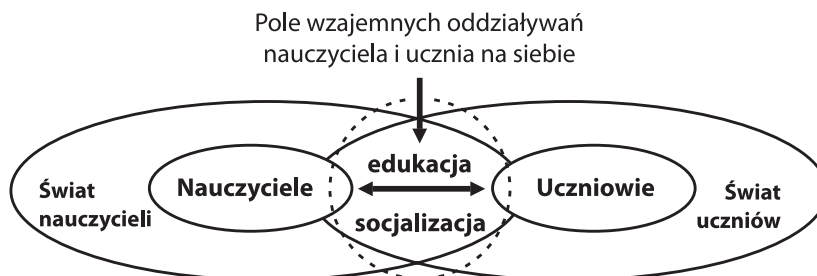 Pole wzajemnych oddziaływań
nauczyciela i ucznia na siebie
edukacja
Nauczyciele
Uczniowie
Świat
nauczycieli
Świat
uczniów
socjalizacja